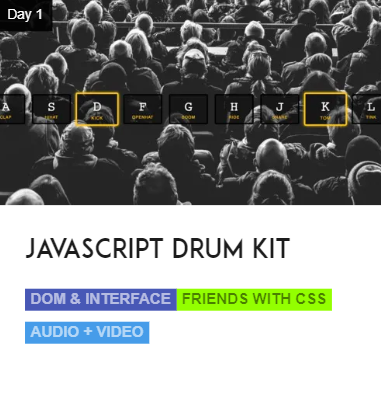 Day 1
A S D F G H J K L
CLAP HIHAT KICK OPENHAT BOOM RIDE SNARE TOM TINK
JAVASCRIPT DRUM KIT
DOM & INTERFACE FRIENDS WITH CSS
AUDIO + VIDEO